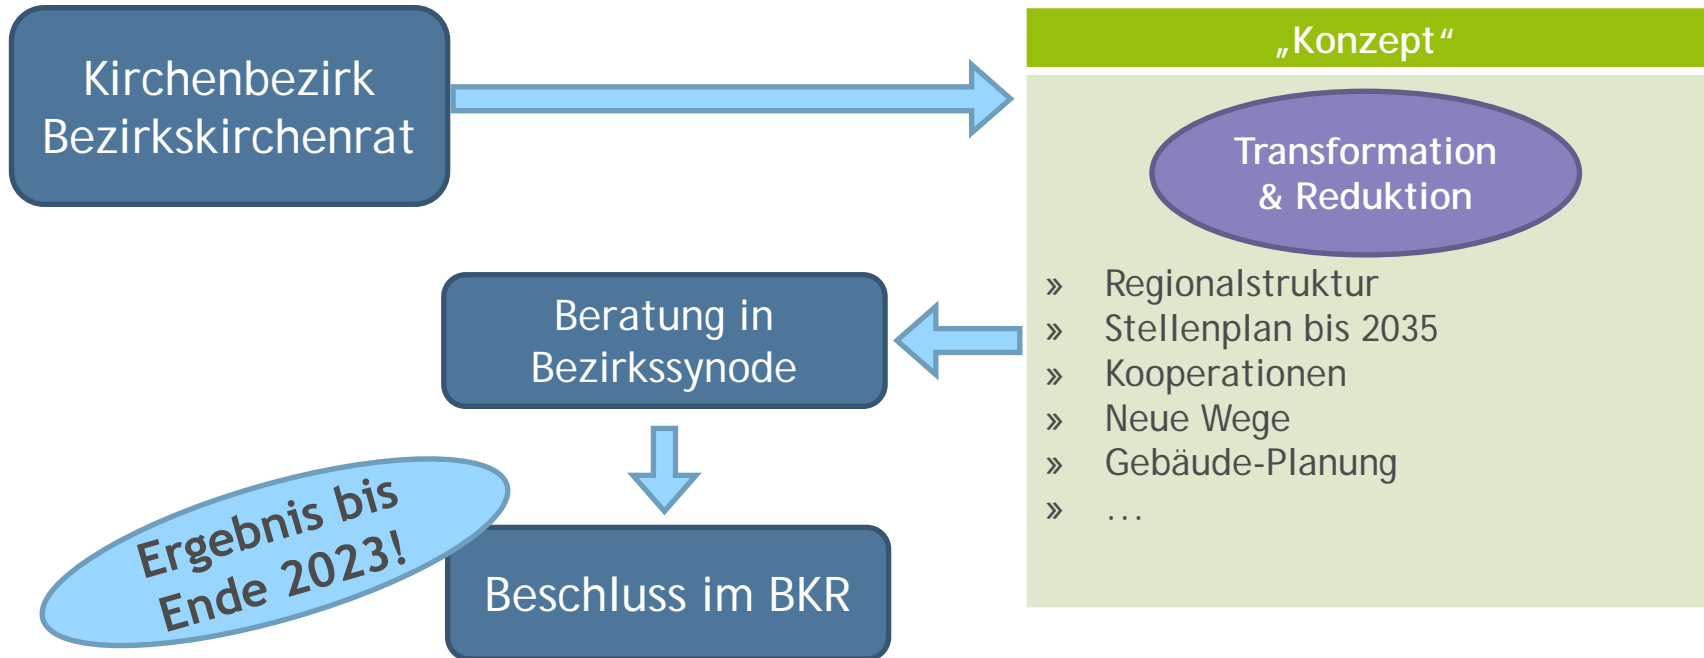 Kirchenbezirk
Bezirkskirchenrat
„Konzept“
Transformation
& Reduktion
» Regionalstruktur
» Stellenplan bis 2035
» Kooperationen
» Neue Wege
» Gebäude-Planung
» …
Beratung in
Bezirkssynode
Ergebnis bis
Ende 2023!
Beschluss im BKR